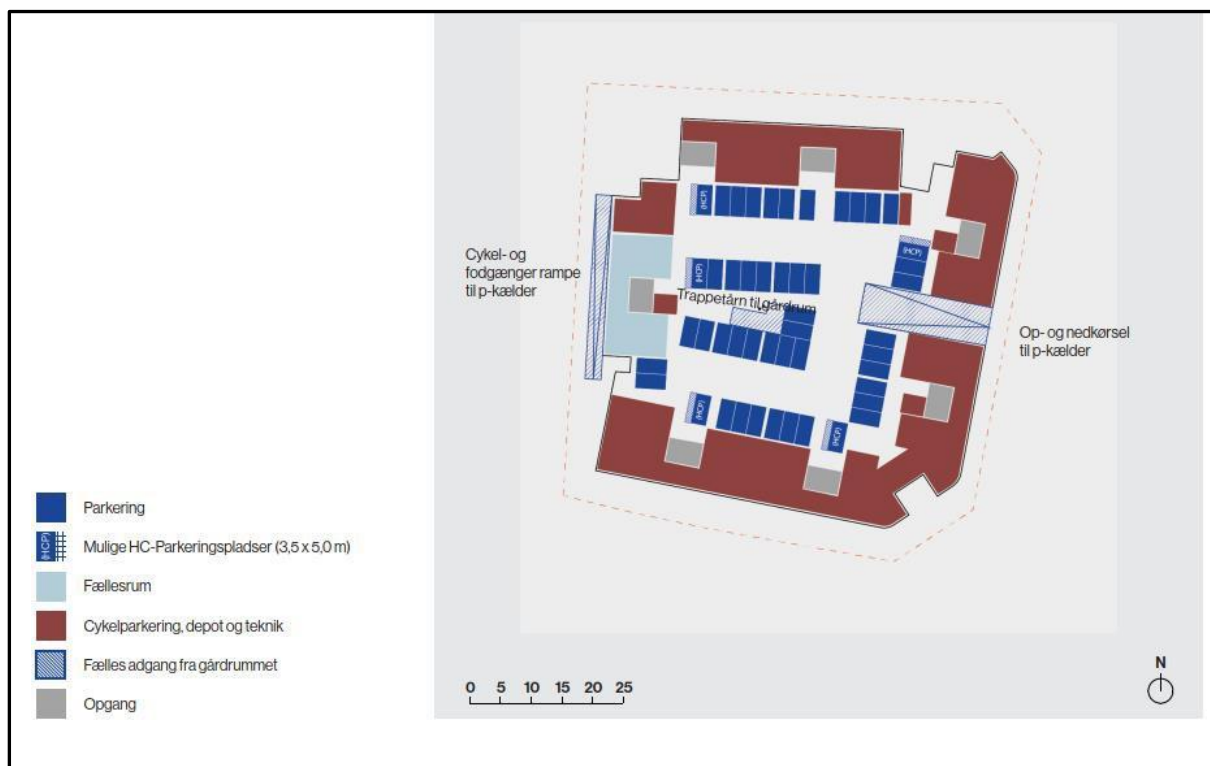 (HCP)
(HCP)
(HCP)
Cykel- og
fodgænger rampe
til p-kælder
Trappetårn til gårdrum
Op- og nedkørsel
til p-kælder
(HCP)
(HCP)
Parkering
(HCP)
Mulige HC-Parkeringspladser (3,5 x 5,0 m)
Fællesrum
Cykelparkering, depot og teknik
Fælles adgang fra gårdrummet
Opgang
0 5 10 15 20 25
N